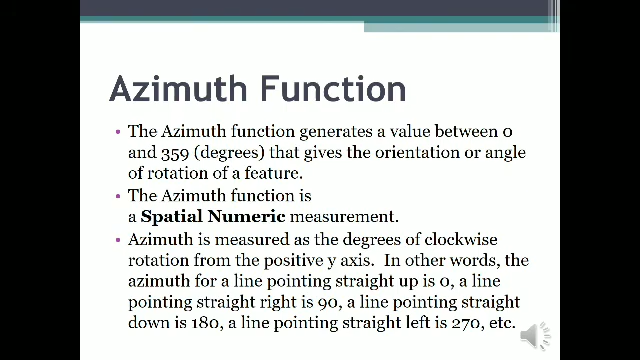 Azimuth Function
• The Azimuth function generates a value between 0
and 359 (degrees) that gives the orientation or angle
of rotation of a feature.
• The Azimuth function is
a Spatial Numeric measurement.
• Azimuth is measured as the degrees of clockwise
rotation from the positive y axis.  In other words, the
azimuth for a line pointing straight up is 0, a line
pointing straight right is 90, a line pointing straight
down is 180, a line pointing straight left is 270, etc.